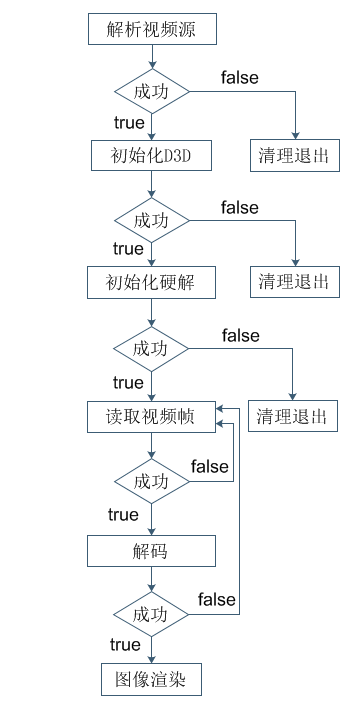 解析视频源
成功
false
true
初始化D3D
清理退出
成功
false
true
初始化硬解
清理退出
成功
false
true
读取视频帧
清理退出
成功
false
true
解码
成功
false
true
图像渲染